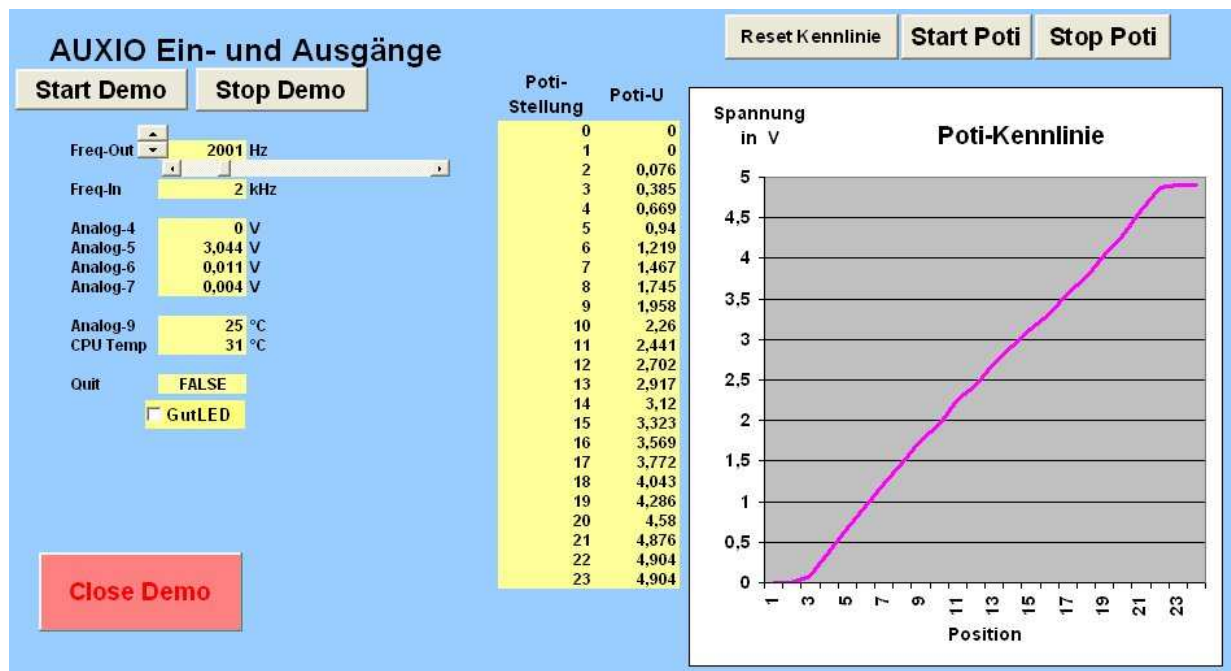 AUXIO Ein- und Ausgänge
Start Demo Stop Demo
Reset Kennlinie Start Poti Stop Poti
Freq-Out 2001 Hz
Freq-In 2 kHz
Analog-4 0 V
Analog-5 3,044 V
Analog-6 0,011 V
Analog-7 0,004 V
Analog-9 25 °C
CPU Temp 31 °C
Quit FALSE
GutLED
Close Demo
Poti-
Stellung Poti-U
0 0
1 0
2 0,076
3 0,385
4 0,669
5 0,94
6 1,219
7 1,467
8 1,745
9 1,958
10 2,26
11 2,441
12 2,702
13 2,917
14 3,12
15 3,323
16 3,569
17 3,772
18 4,043
19 4,286
20 4,58
21 4,876
22 4,904
23 4,904
Spannung
in V
Poti-Kennlinie
5
4,5
4
3,5
3
2,5
2
1,5
1
0,5
0
1 3 5 7 9 11 13 15 17 19 21 23
Position